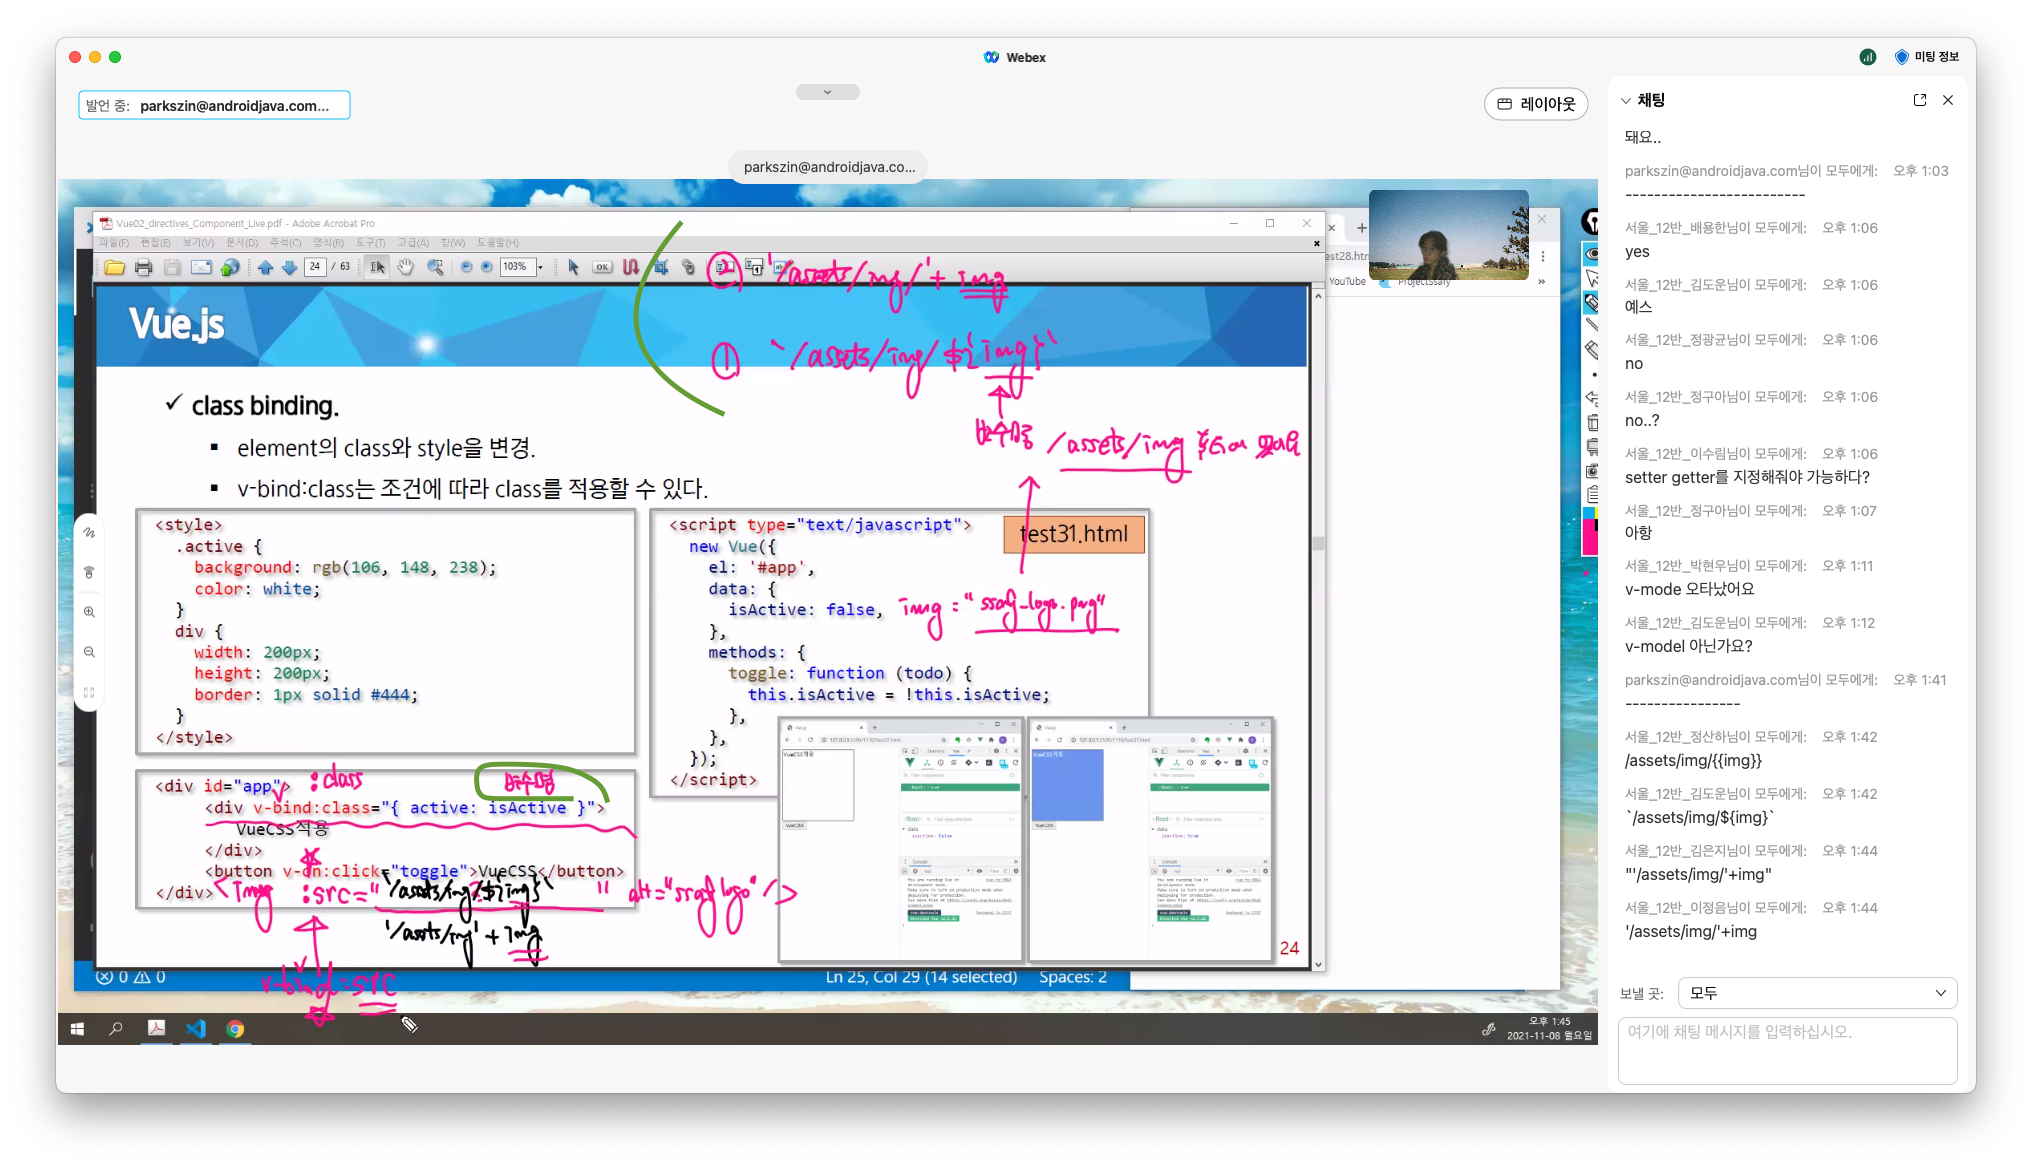 Webex
미팅 정보
발언 중: parkszin@androidjava.com...
레이아웃
parkszin@androidjava.co...
Vue02_directives_Component_Live.pdf - Adobe Acrobat Pro
파일(F) 편집(E) 보기(V) 문서(D) 주석(C) 양식(R) 도구(T) 고급(A) 창(W) 도움말(H)
24 / 63
OK
103%
YouTube
ProjectSsafy
② '/assets/img/'+ img
① `/assets/img/${img}`
변수명
/assets/img
Vue.js
✓ class binding.
▪ element의 class와 style을 변경.
▪ v-bind:class는 조건에 따라 class를 적용할 수 있다.
<style>
.active {
background: rgb(106, 148, 238);
color: white;
}
div {
width: 200px;
height: 200px;
border: 1px solid #444;
}
</style>
<script type="text/javascript">
test31.html
new Vue({
el: '#app',
data: {
isActive: false,
img : "ssafy_logo.png"
},
methods: {
toggle: function (todo) {
this.isActive = !this.isActive;
},
},
});
</script>
<div id="app">
:class
변수명
<div v-bind:class="{ active: isActive }">
VueCSS적용
</div>
<button v-on:click="toggle">VueCSS</button>
</div>
<img :src="`/assets/img/${img}`" alt="ssafy logo" />
'/assets/img' + img
v-bind:src
24
0 0
Ln 25, Col 29 (14 selected) Spaces: 2
오후 1:45
2021-11-08 월요일
채팅
돼요..
parkszin@androidjava.com님이 모두에게: 오후 1:03
-------------------------
서울_12반_배용한님이 모두에게: 오후 1:06
yes
서울_12반_김도운님이 모두에게: 오후 1:06
예스
서울_12반_정광균님이 모두에게: 오후 1:06
no
서울_12반_정구아님이 모두에게: 오후 1:06
no..?
서울_12반_이수림님이 모두에게: 오후 1:06
setter getter를 지정해줘야 가능하다?
서울_12반_정구아님이 모두에게: 오후 1:07
아항
서울_12반_박현우님이 모두에게: 오후 1:11
v-mode 오타났어요
서울_12반_김도운님이 모두에게: 오후 1:12
v-model 아닌가요?
parkszin@androidjava.com님이 모두에게: 오후 1:41
----------------
서울_12반_정산하님이 모두에게: 오후 1:42
/assets/img/{{img}}
서울_12반_김도운님이 모두에게: 오후 1:42
`/assets/img/${img}`
서울_12반_김은지님이 모두에게: 오후 1:44
"'/assets/img/'+img"
서울_12반_이정음님이 모두에게: 오후 1:44
'/assets/img/'+img
보낼 곳: 모두
여기에 채팅 메시지를 입력하십시오.